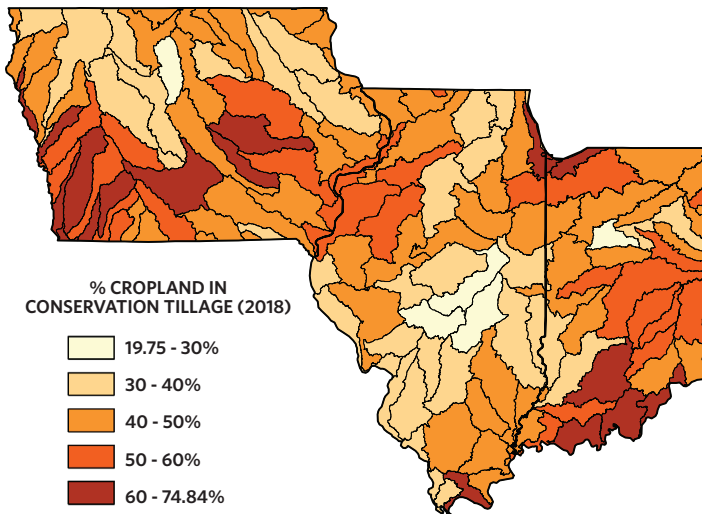 % CROPLAND IN
CONSERVATION TILLAGE (2018)
19.75 - 30%
30 - 40%
40 - 50%
50 - 60%
60 - 74.84%